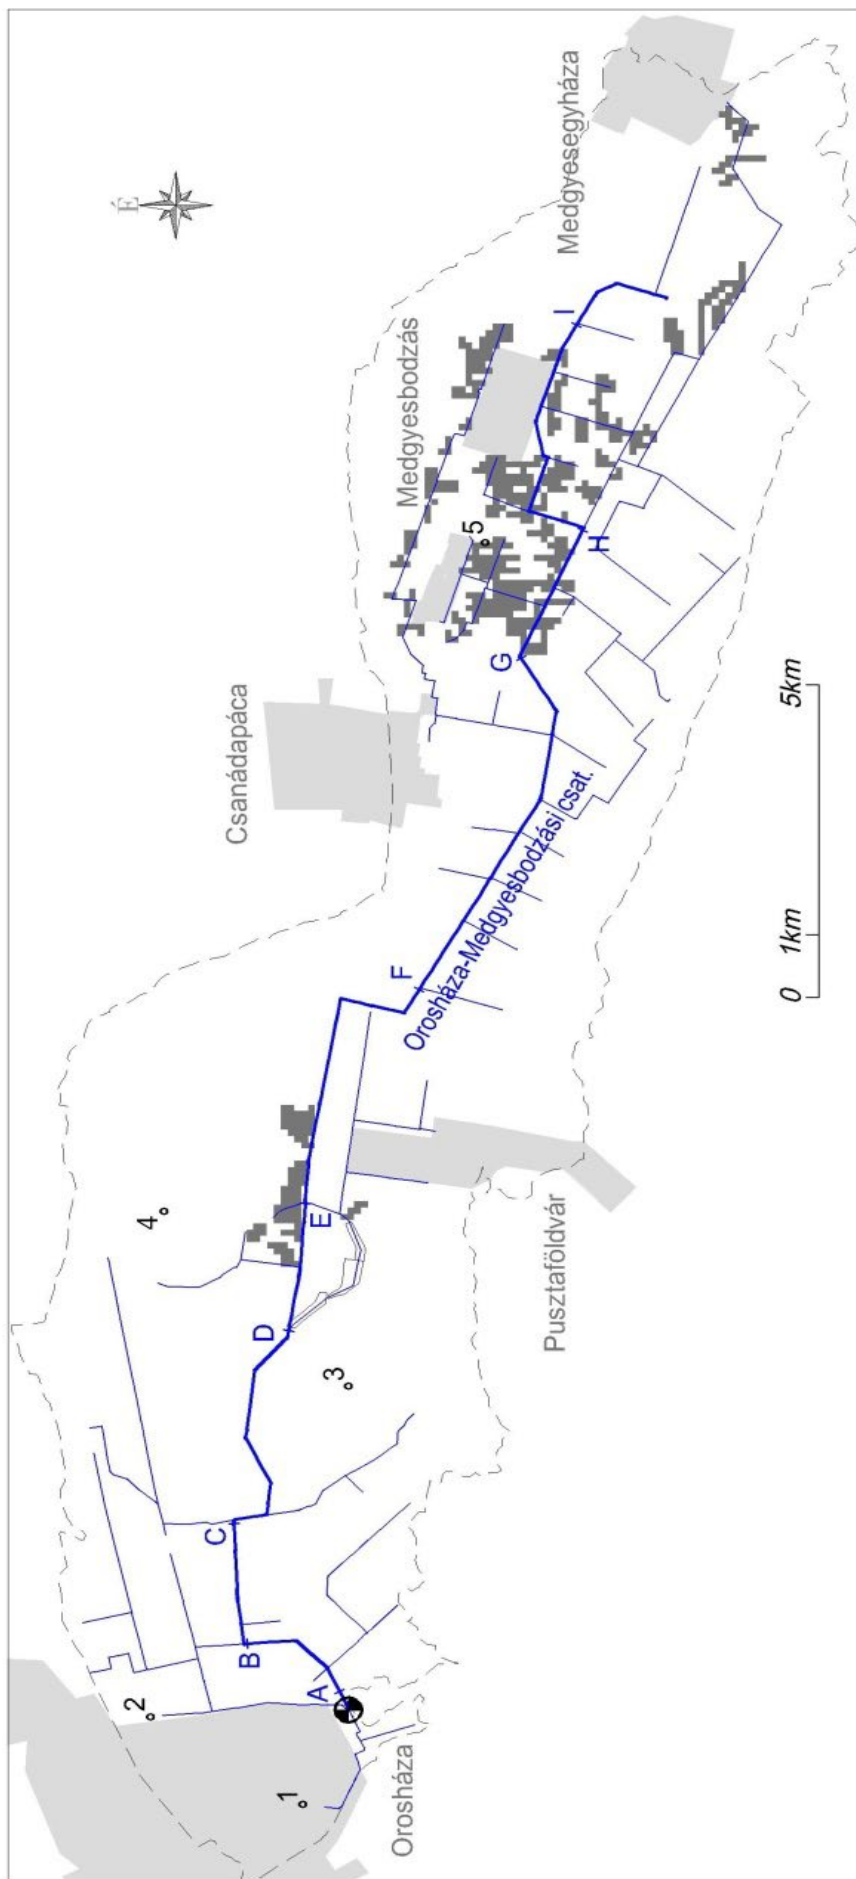 É
Medgyesegyháza
I
Medgyesbodzás
5
H
G
Csanádapáca
Orosháza-Medgyesbodzási csat.
F
0
1km
5km
4
E
D
3
Pusztaföldvár
C
B
A
2
1
Orosháza